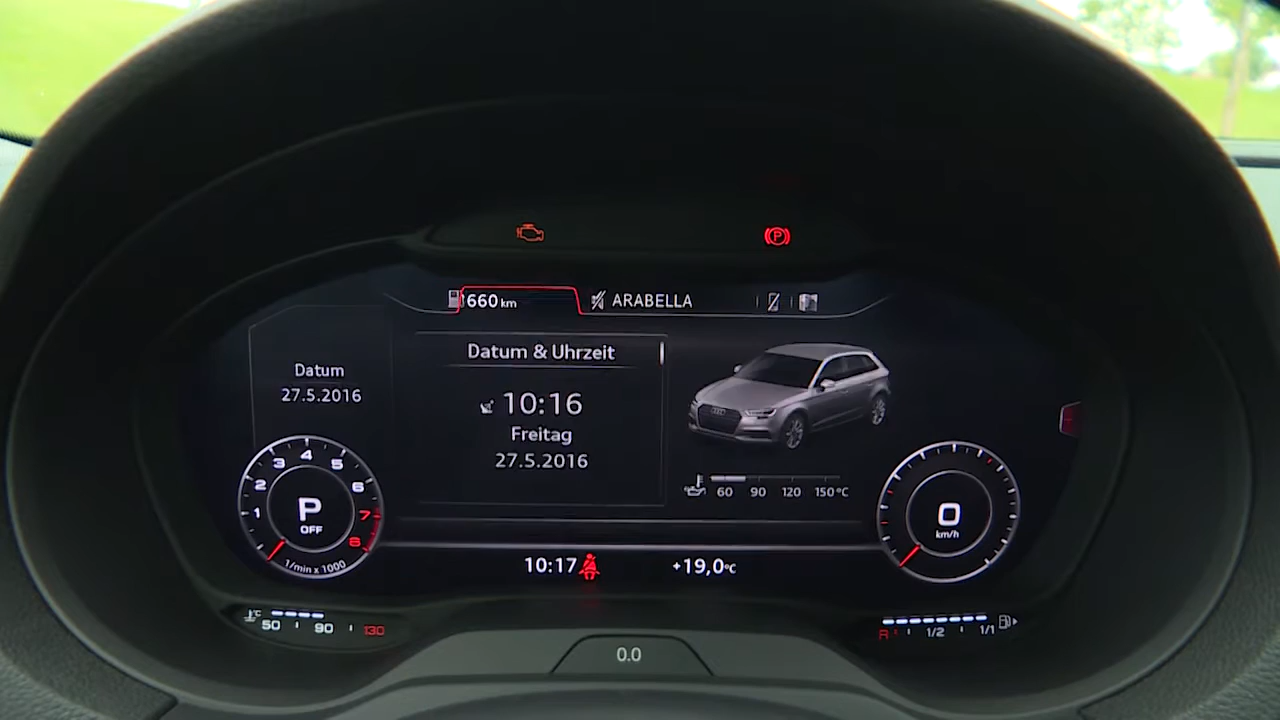 660 km
ARABELLA
Datum & Uhrzeit
Datum
27.5.2016
10:16
Freitag
27.5.2016
60 90 120 150°C
1 2 3 4 5 6 7 8
P
OFF
1/min x 1000
0
km/h
10:17
+19,0°C
°C
50 90 130
R 1/2 1/1
0.0